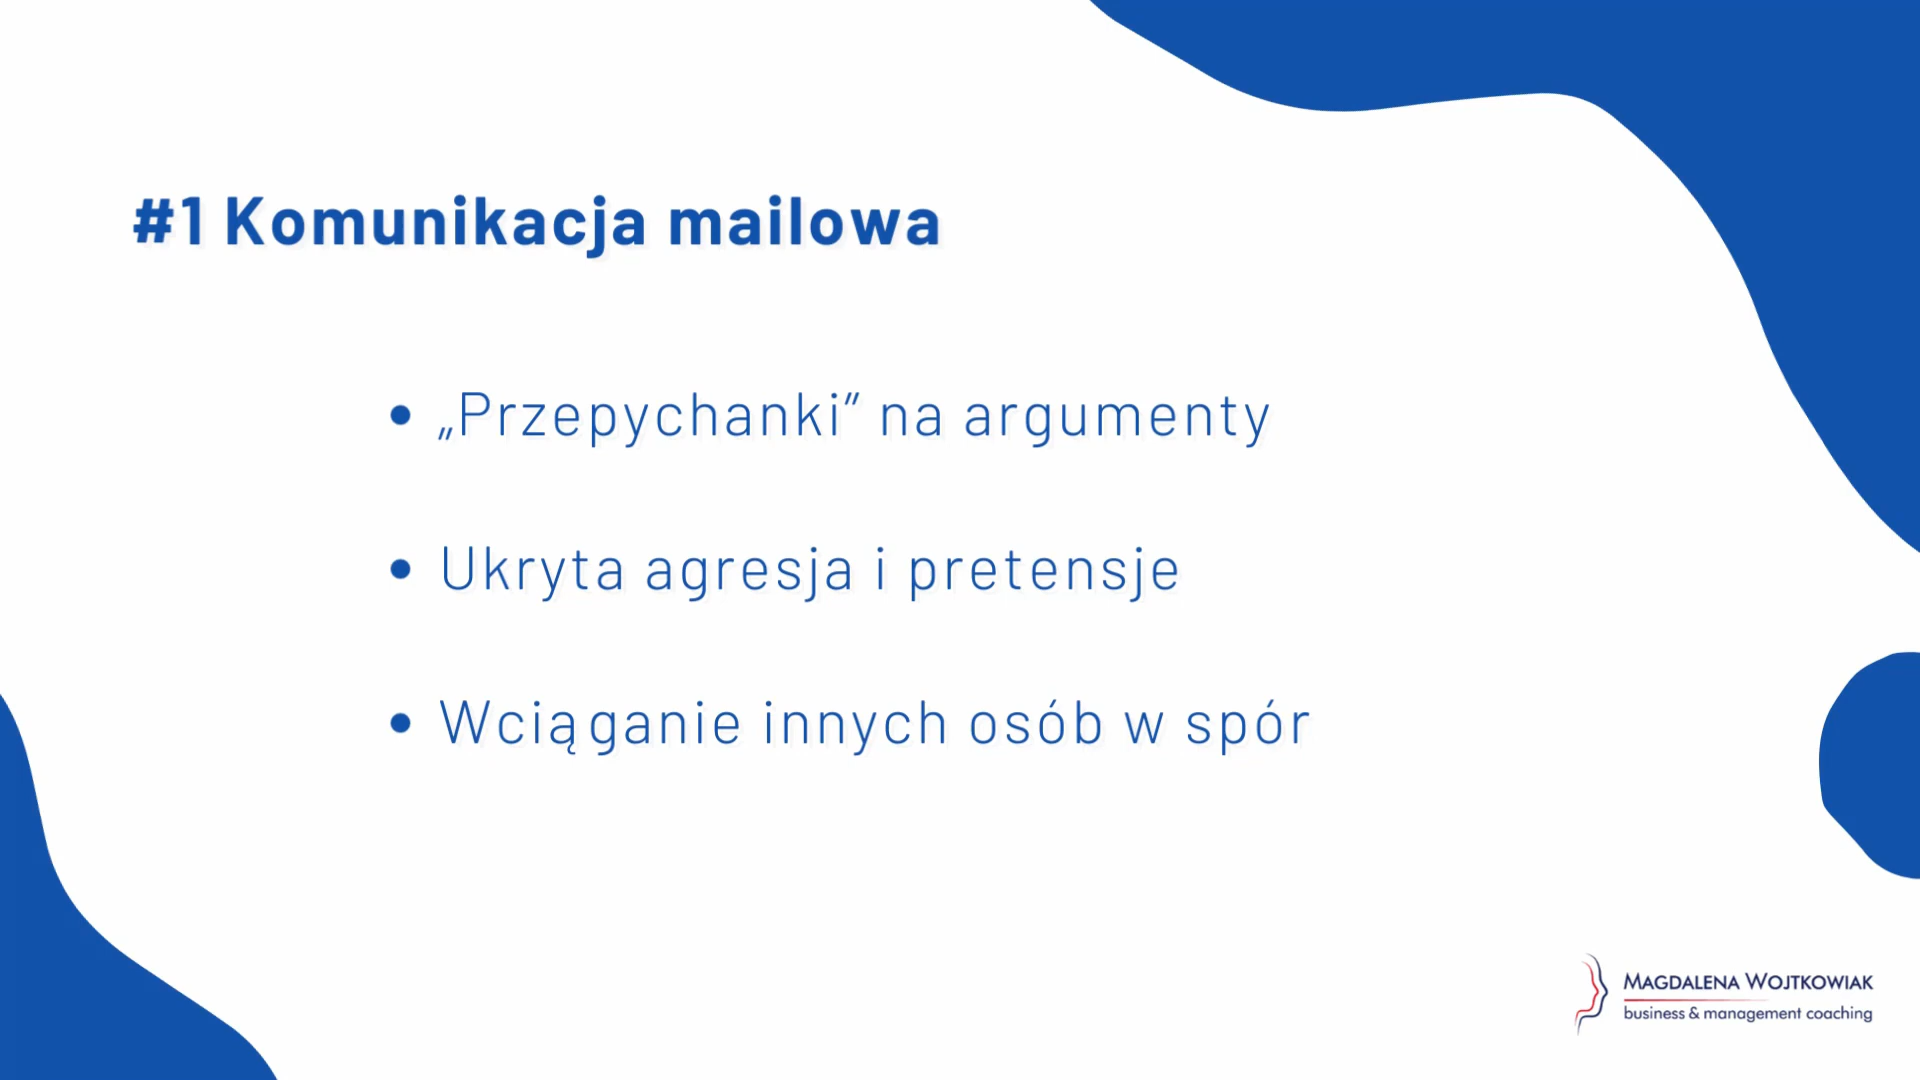 #1 Komunikacja mailowa
• „Przepychanki” na argumenty
• Ukryta agresja i pretensje
• Wciąganie innych osób w spór
MAGDALENA WOJTKOWIAK
business & management coaching